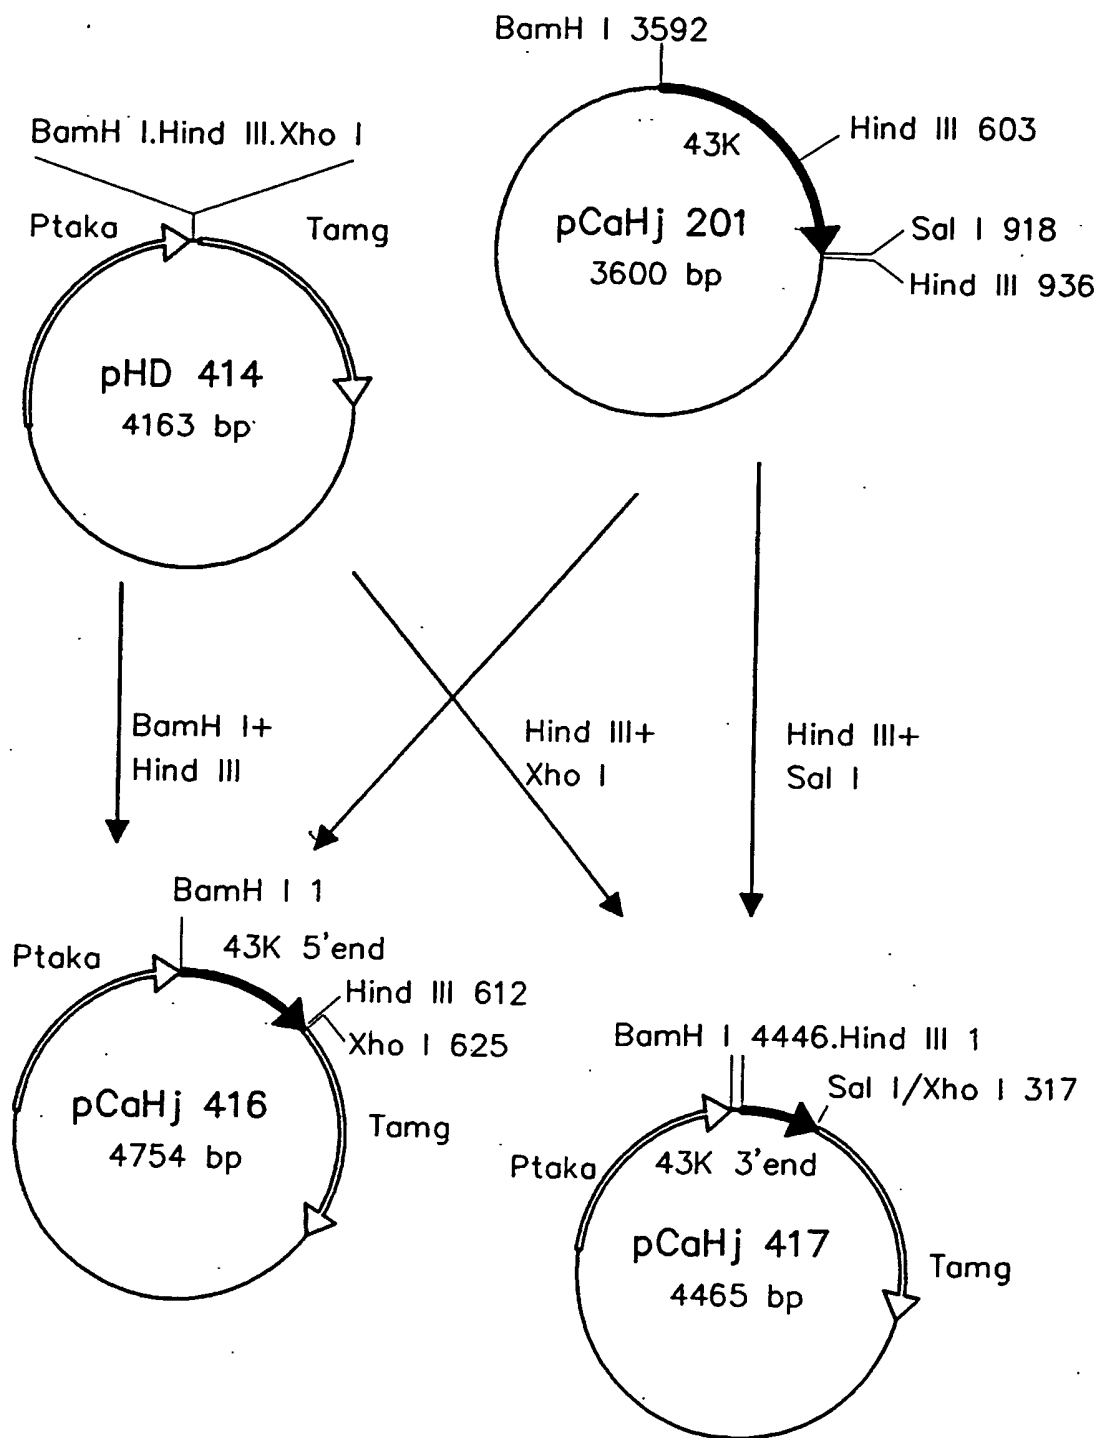 BamH I 3592
BamH I.Hind III.Xho I
Hind III 603
43K
Ptaka
Tamg
pCaHj 201
3600 bp
Sal I 918
Hind III 936
pHD 414
4163 bp
BamH I+
Hind III
Hind III+
Xho I
Hind III+
Sal I
BamH I 1
Ptaka
43K 5'end
Hind III 612
Xho I 625
pCaHj 416
4754 bp
Tamg
BamH I 4446.Hind III 1
Sal I/Xho I 317
Ptaka
43K 3'end
pCaHj 417
4465 bp
Tamg